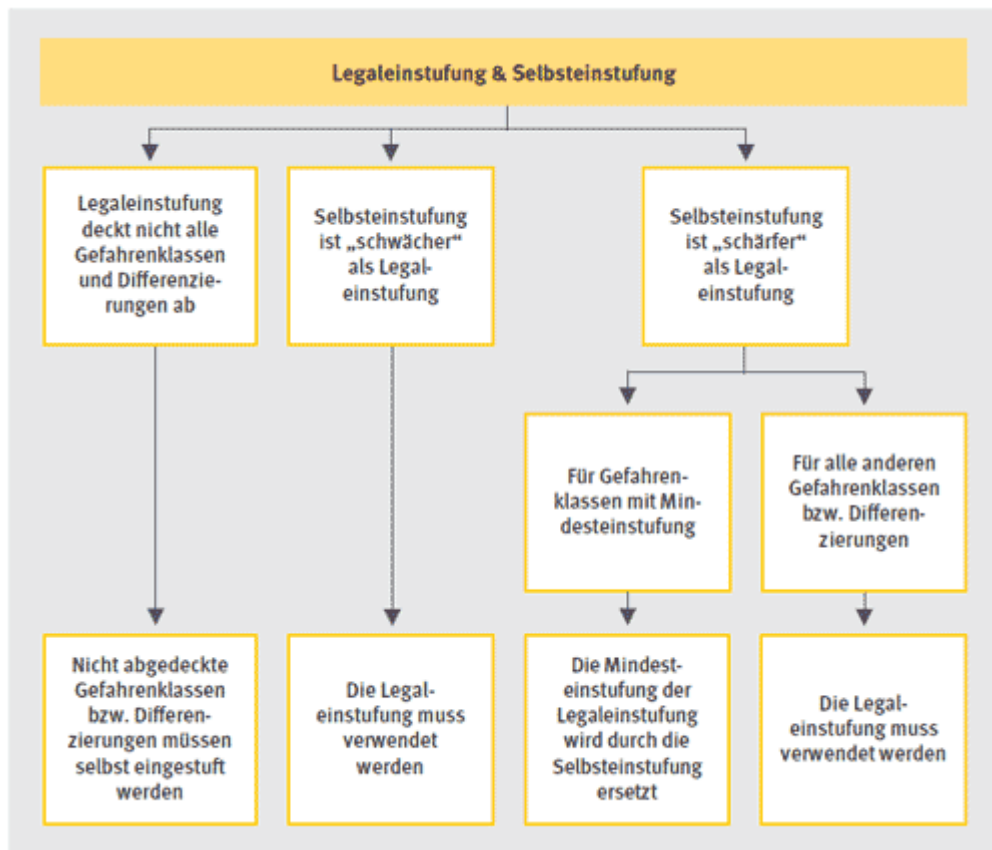 Legaleinstufung & Selbsteinstufung
Legaleinstufung
deckt nicht alle
Gefahrenklassen
und Differenzie-
rungen ab
Selbsteinstufung
ist „schwächer“
als Legal-
einstufung
Selbsteinstufung
ist „schärfer“
als Legal-
einstufung
Für Gefahren-
klassen mit Min-
desteinstufung
Für alle anderen
Gefahrenklassen
bzw. Differen-
zierungen
Nicht abgedeckte
Gefahrenklassen
bzw. Differen-
zierungen müssen
selbst eingestuft
werden
Die Legal-
einstufung muss
verwendet
werden
Die Mindest-
einstufung der
Legaleinstufung
wird durch die
Selbsteinstufung
ersetzt
Die Legal-
einstufung muss
verwendet werden